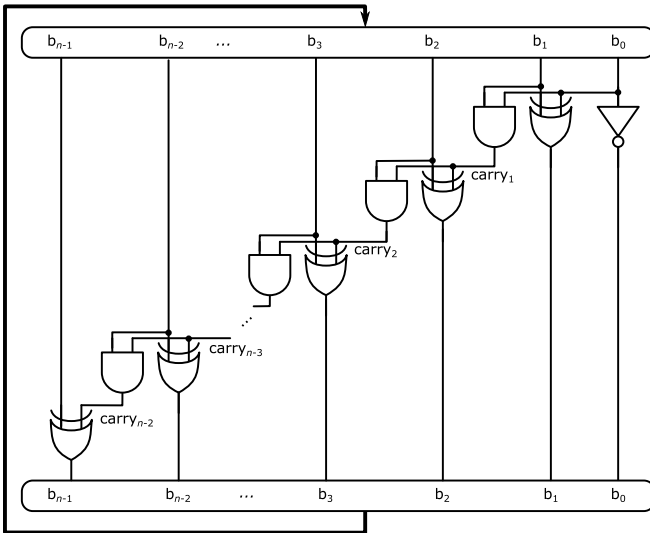 bₙ₋₁ bₙ₋₂ ... b₃ b₂ b₁ b₀
carry₁
carry₂
...
carryₙ₋₃
carryₙ₋₂
bₙ₋₁ bₙ₋₂ ... b₃ b₂ b₁ b₀